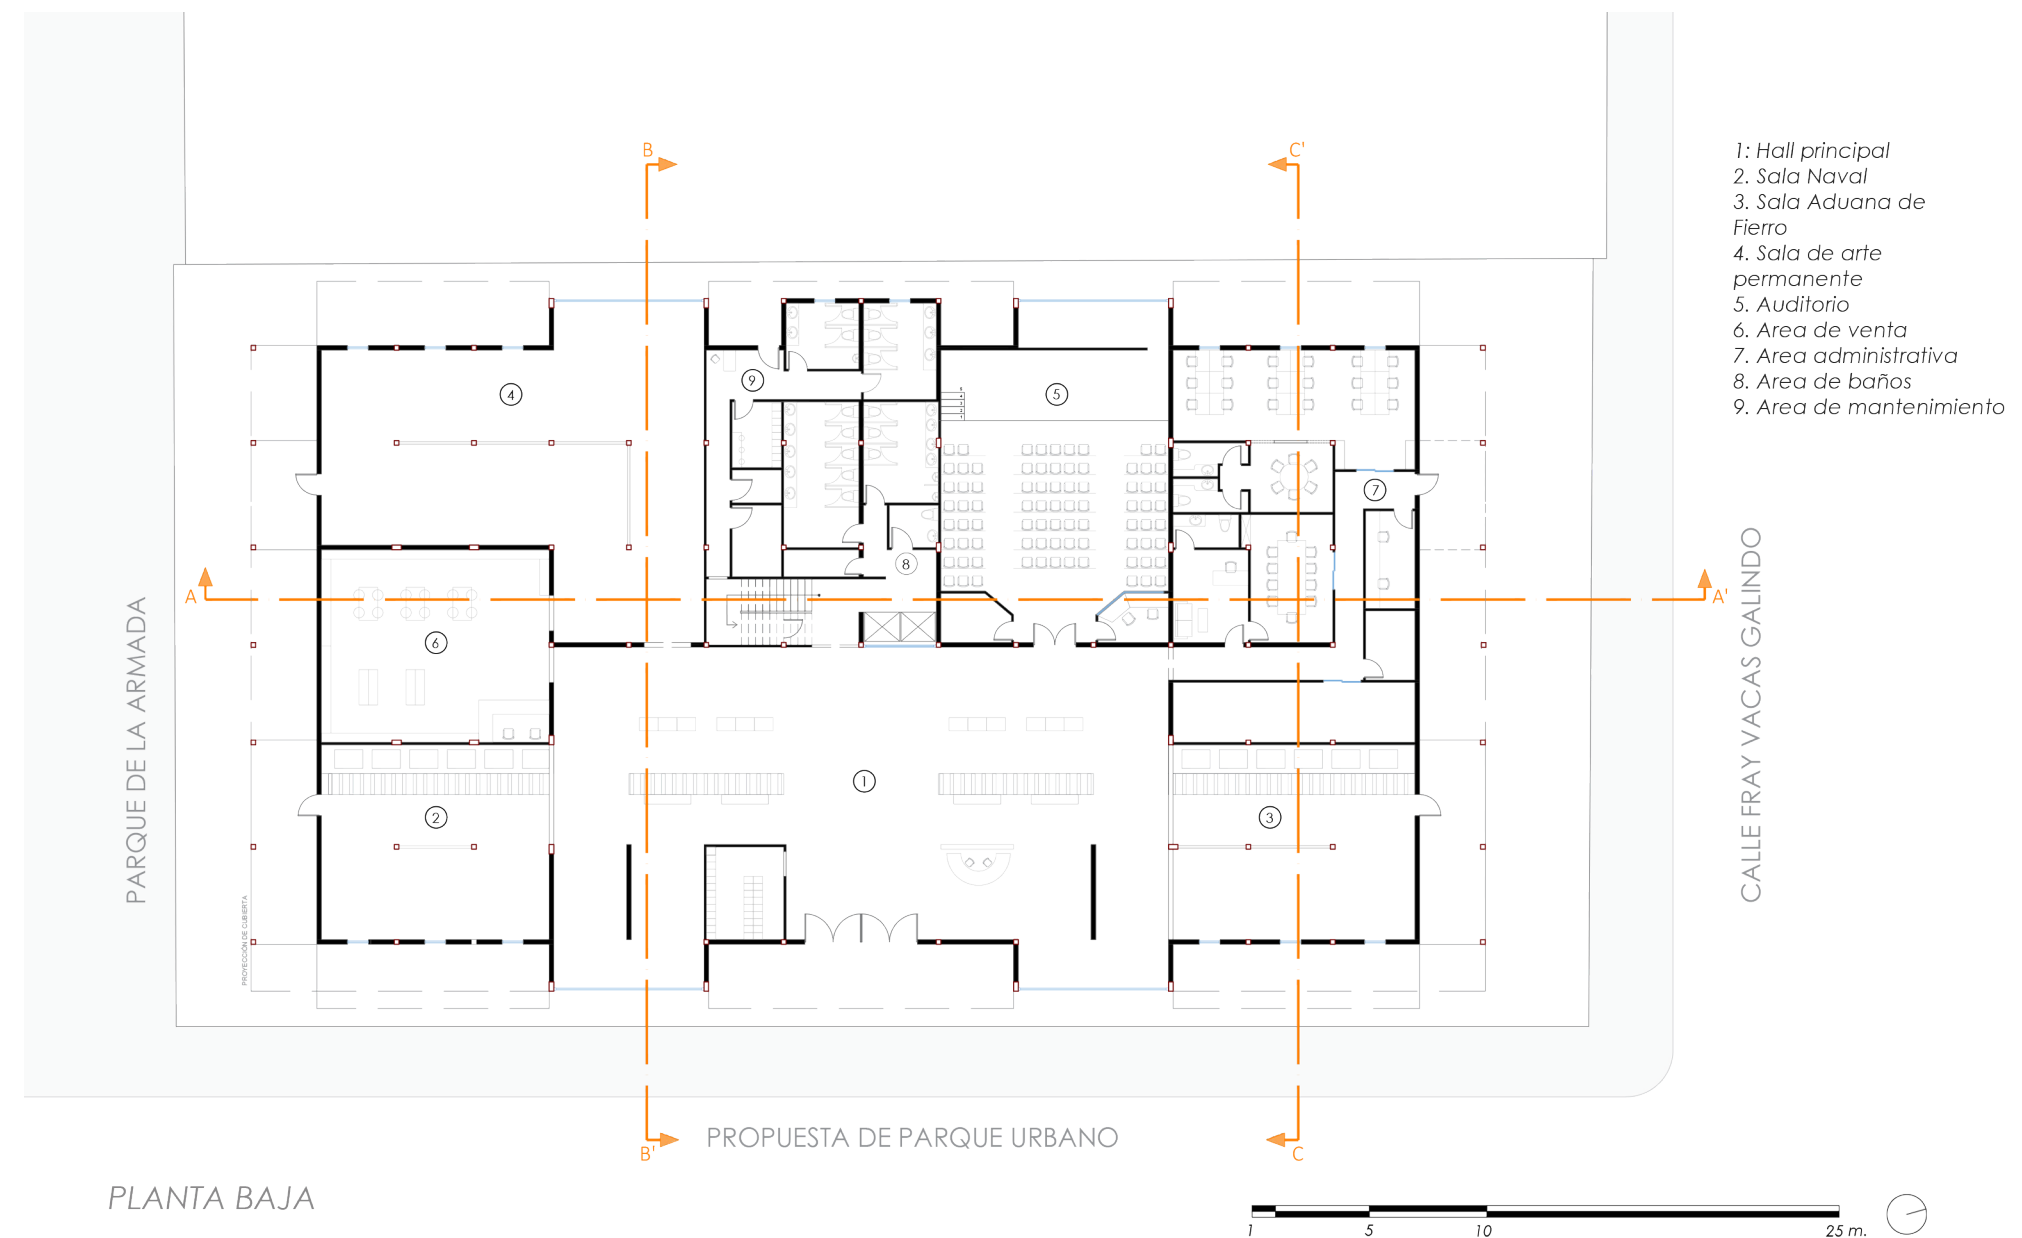 B
C'
1: Hall principal
2. Sala Naval
3. Sala Aduana de
Fierro
4. Sala de arte
permanente
5. Auditorio
6. Area de venta
7. Area administrativa
8. Area de baños
9. Area de mantenimiento
9
4
5
7
8
A
A'
6
1
2
3
PARQUE DE LA ARMADA
CALLE FRAY VACAS GALINDO
PROYECCIÓN DE CUBIERTA
B'
PROPUESTA DE PARQUE URBANO
C
PLANTA BAJA
1 5 10 25 m.